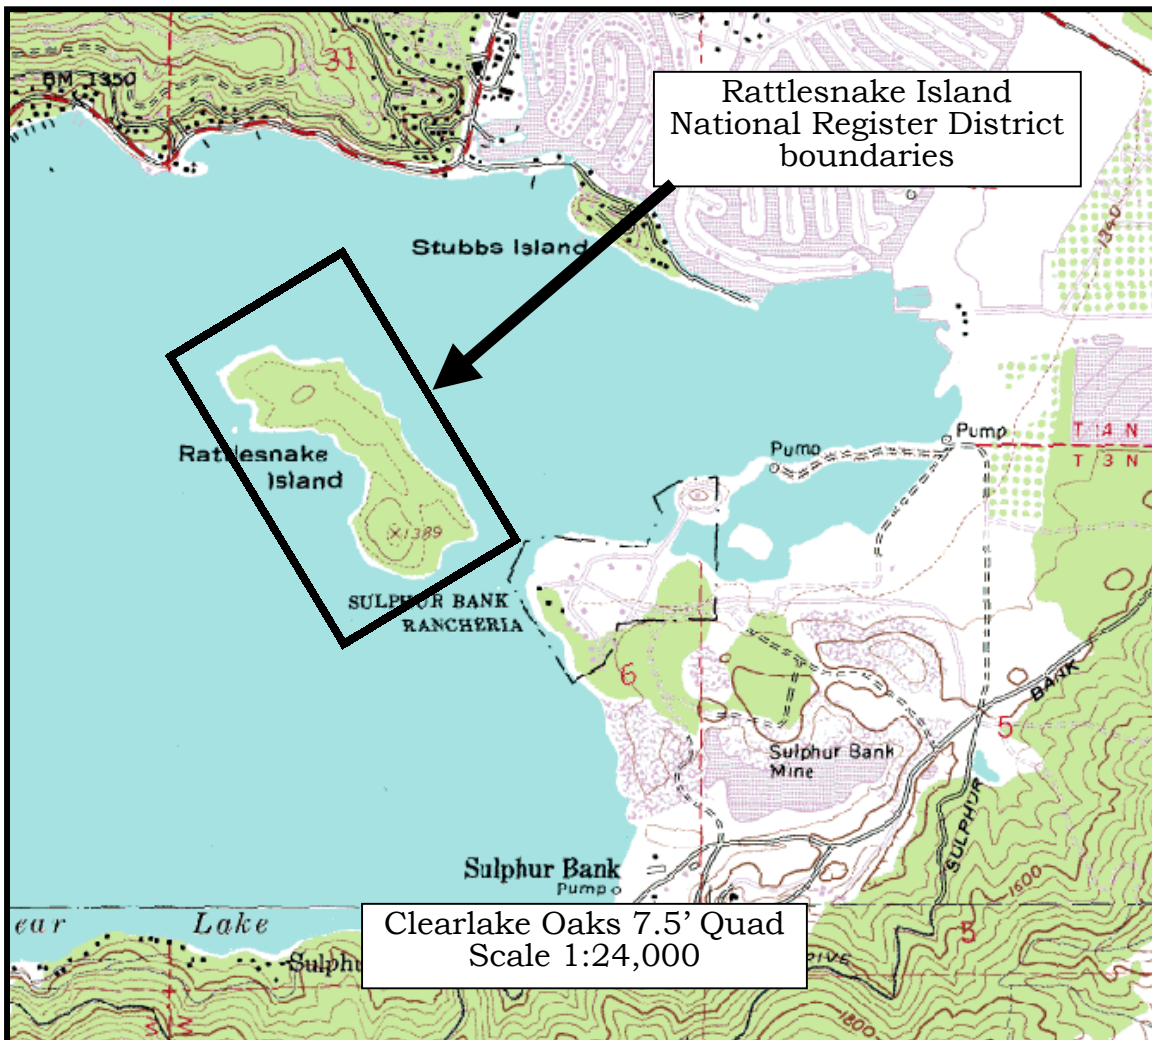 31
BM 1350
Rattlesnake Island
National Register District
boundaries
Stubbs Island
1340
Rattlesnake
Island
×1389
Pump
Pump
T 4 N
T 3 N
SULPHUR BANK
RANCHERIA
6
5
BANK
SULPHUR
Sulphur Bank
Mine
Sulphur Bank
Pump
ear Lake
Clearlake Oaks 7.5’ Quad
Scale 1:24,000
1600
5
1800